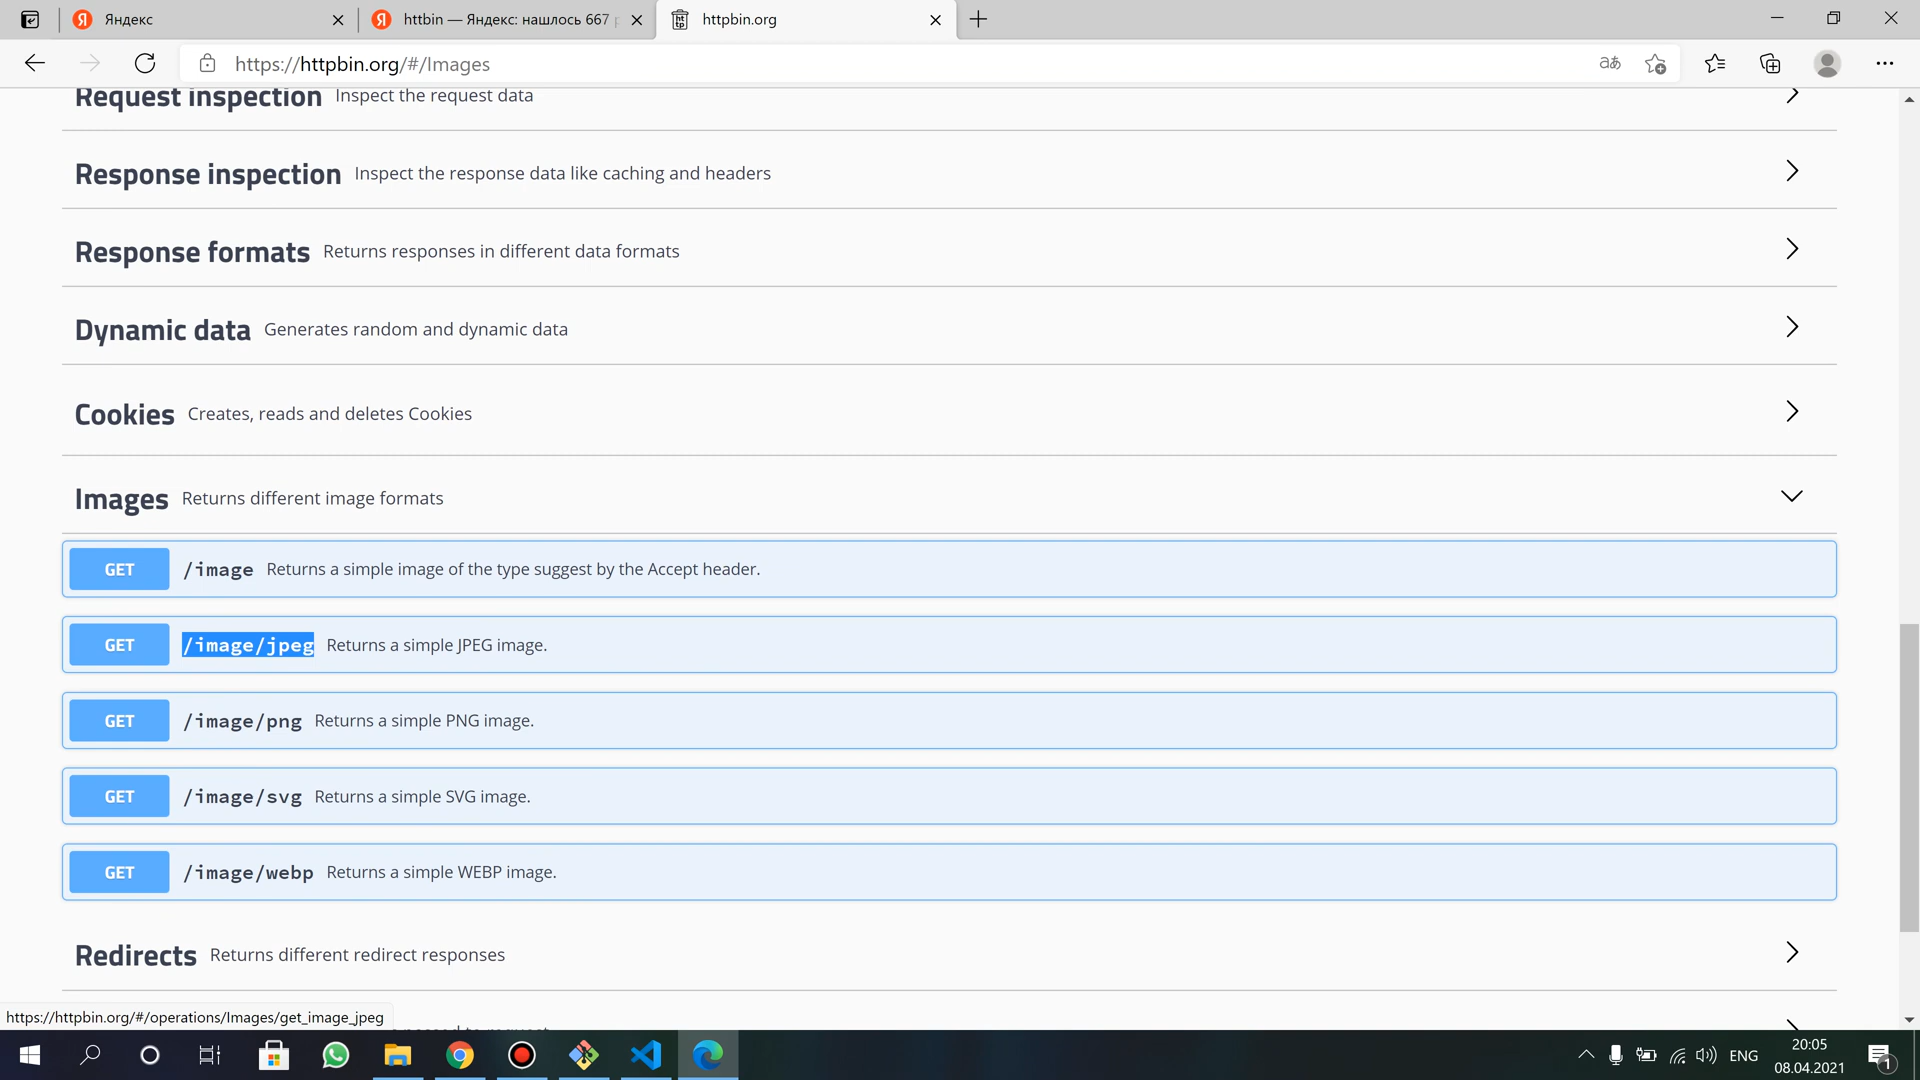 Яндекс
httbin — Яндекс: нашлось 667
httpbin.org
https://httpbin.org/#/Images
Request inspection Inspect the request data
Response inspection Inspect the response data like caching and headers
Response formats Returns responses in different data formats
Dynamic data Generates random and dynamic data
Cookies Creates, reads and deletes Cookies
Images Returns different image formats
GET /image Returns a simple image of the type suggest by the Accept header.
GET /image/jpeg Returns a simple JPEG image.
GET /image/png Returns a simple PNG image.
GET /image/svg Returns a simple SVG image.
GET /image/webp Returns a simple WEBP image.
Redirects Returns different redirect responses
https://httpbin.org/#/operations/Images/get_image_jpeg
ENG
20:05
08.04.2021
1